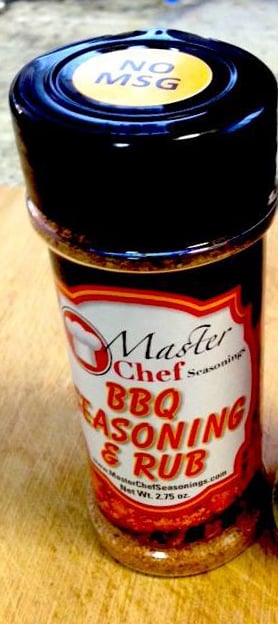 NO
MSG
Master
Chef Seasonings
BBQ
SEASONING
& RUB
www.MasterChefSeasonings.com
Net Wt. 2.75 oz.